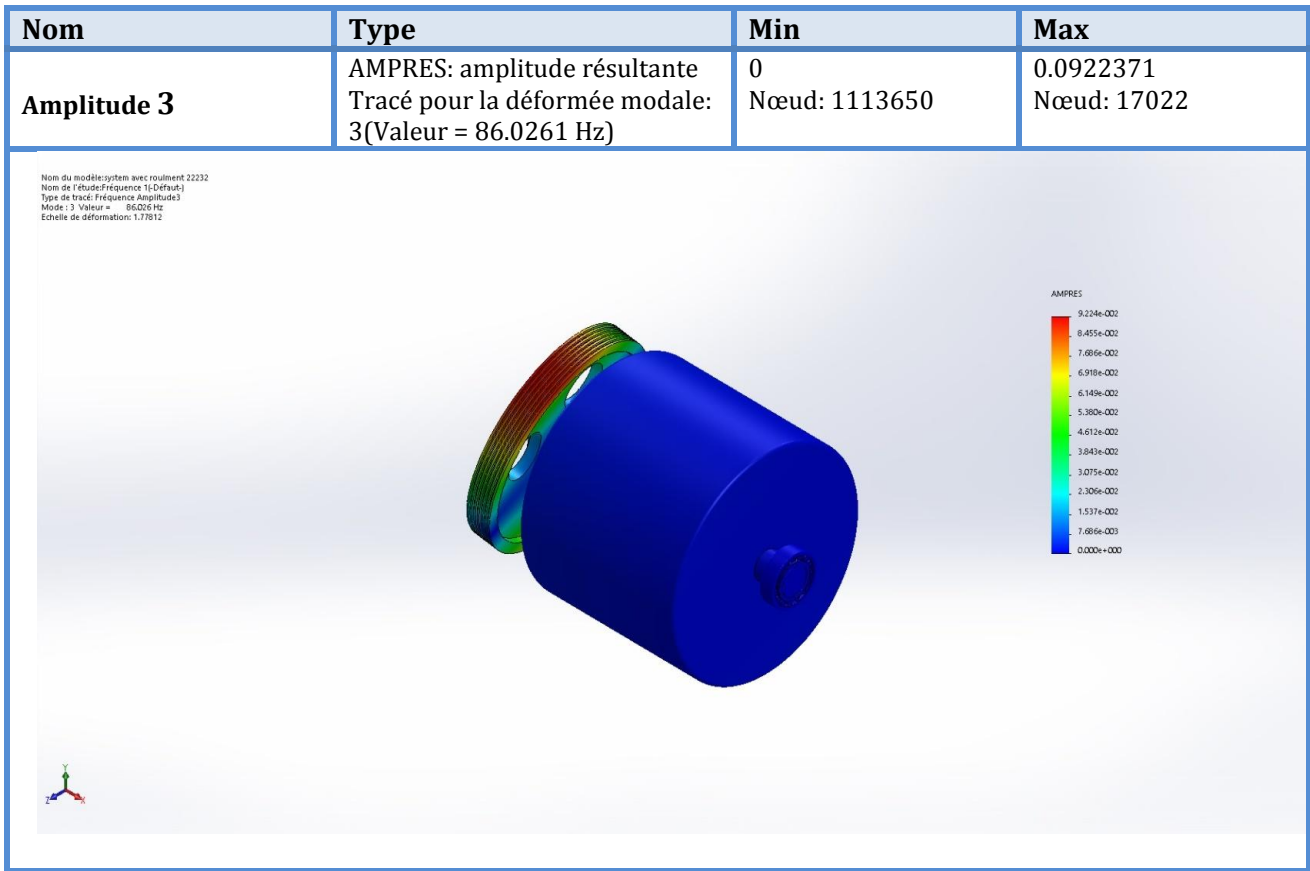 Nom Type Min Max
Amplitude 3
AMPRES: amplitude résultante
Tracé pour la déformée modale:
3(Valeur = 86.0261 Hz)
0
Nœud: 1113650
0.0922371
Nœud: 17022
Nom du modèle:system avec roulment 22232
Nom de l'étude:Fréquence 1(-Défaut-)
Type de tracé: Fréquence Amplitude3
Mode : 3 Valeur = 86.026 Hz
Echelle de déformation: 1.77812
AMPRES
9.224e-002
8.455e-002
7.686e-002
6.918e-002
6.149e-002
5.380e-002
4.612e-002
3.843e-002
3.075e-002
2.306e-002
1.537e-002
7.686e-003
0.000e+000
Y
Z X